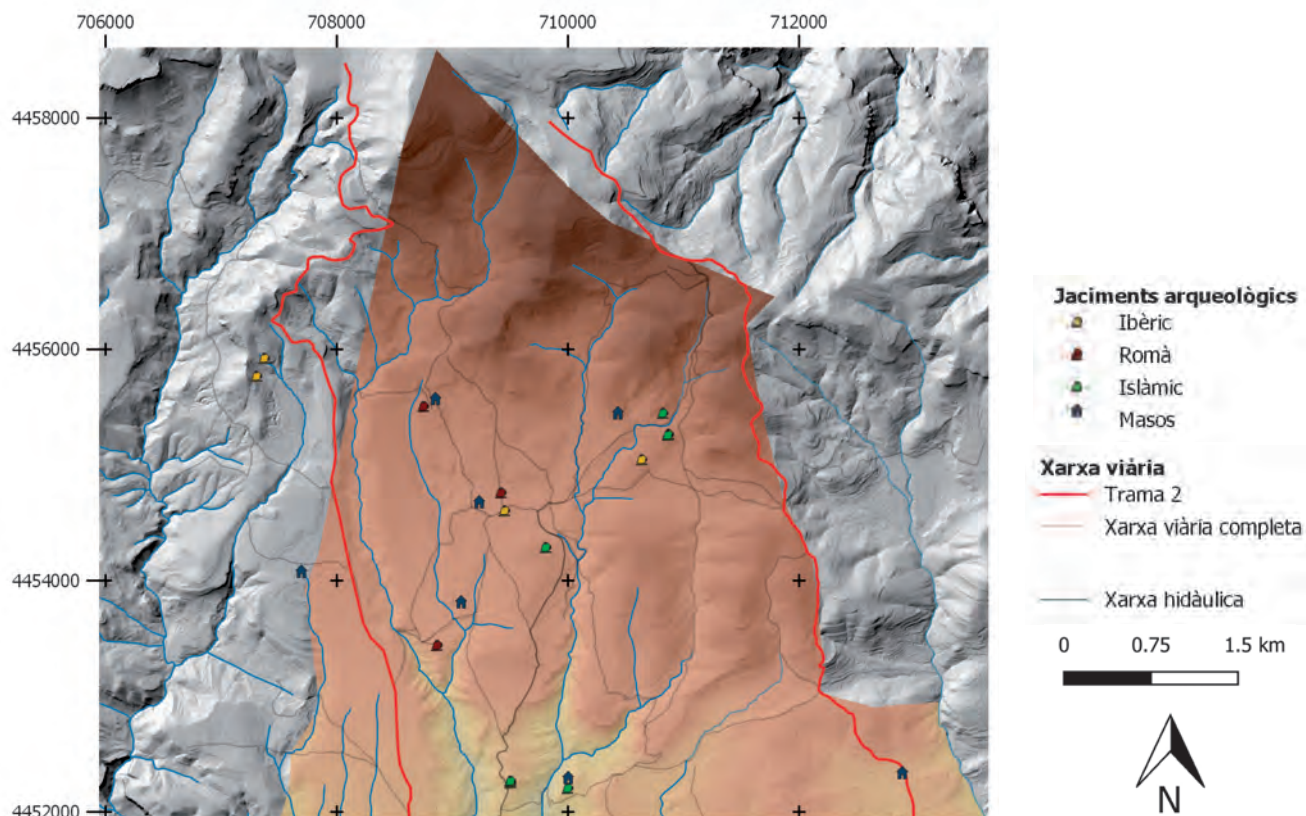 706000 708000 710000 712000
4458000
4456000
4454000
4452000
Jaciments arqueològics
Ibèric
Romà
Islàmic
Masos
Xarxa viària
Trama 2
Xarxa viària completa
Xarxa hidàulica
0 0.75 1.5 km
N